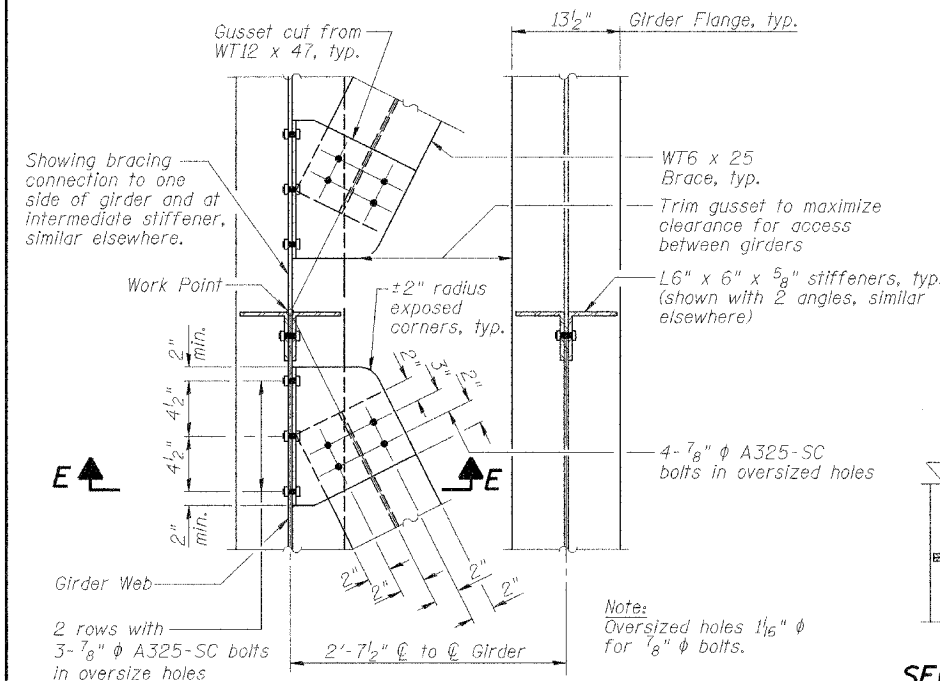 13½" Girder Flange, typ.
Gusset cut from
WT12 x 47, typ.
Showing bracing
connection to one
side of girder and at
intermediate stiffener,
similar elsewhere.
WT6 x 25
Brace, typ.
Trim gusset to maximize
clearance for access
between girders
Work Point
±2" radius
exposed
corners, typ.
L6" x 6" x ⅝" stiffeners, typ.
(shown with 2 angles, similar
elsewhere)
2"
min.
4½"
4½"
2"
min.
2"
3"
2"
4-⅞" ϕ A325-SC
bolts in oversized holes
E
E
Girder Web
2"
2"
2"
2"
2 rows with
3-⅞" ϕ A325-SC bolts
in oversize holes
2'-7½" ℄ to ℄ Girder
Note:
Oversized holes 1 1/16" ϕ
for ⅞" ϕ bolts.